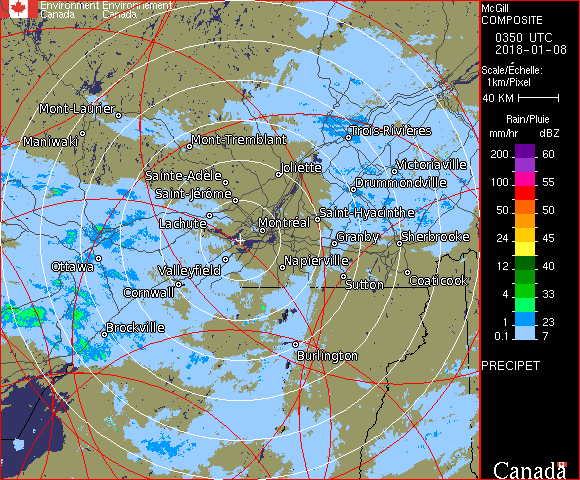 Environment Environnement
Canada Canada
McGill
COMPOSITE
0350 UTC
2018-01-08
Scale/Échelle:
1km/Pixel
40 KM
Rain/Pluie
mm/hr dBZ
200 60
100 55
50 50
24 45
12 40
4 33
1 23
0.1 7
PRECIPET
Canada
Mont-Laurier
Maniwaki
Mont-Tremblant
Trois-Rivières
Sainte-Adèle
Joliette
Victoriaville
Saint-Jérôme
Drummondville
Lachute
Montréal
Saint-Hyacinthe
Granby
Sherbrooke
Ottawa
Valleyfield
Napierville
Cornwall
Sutton
Coaticook
Brockville
Burlington